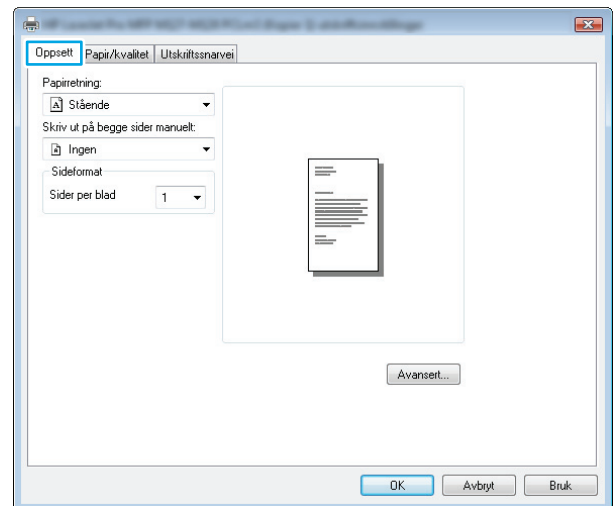 Oppsett Papir/kvalitet Utskriftssnarvei
Papirretning:
Stående
Skriv ut på begge sider manuelt:
Ingen
Sideformat
Sider per blad 1
Avansert...
OK Avbryt Bruk